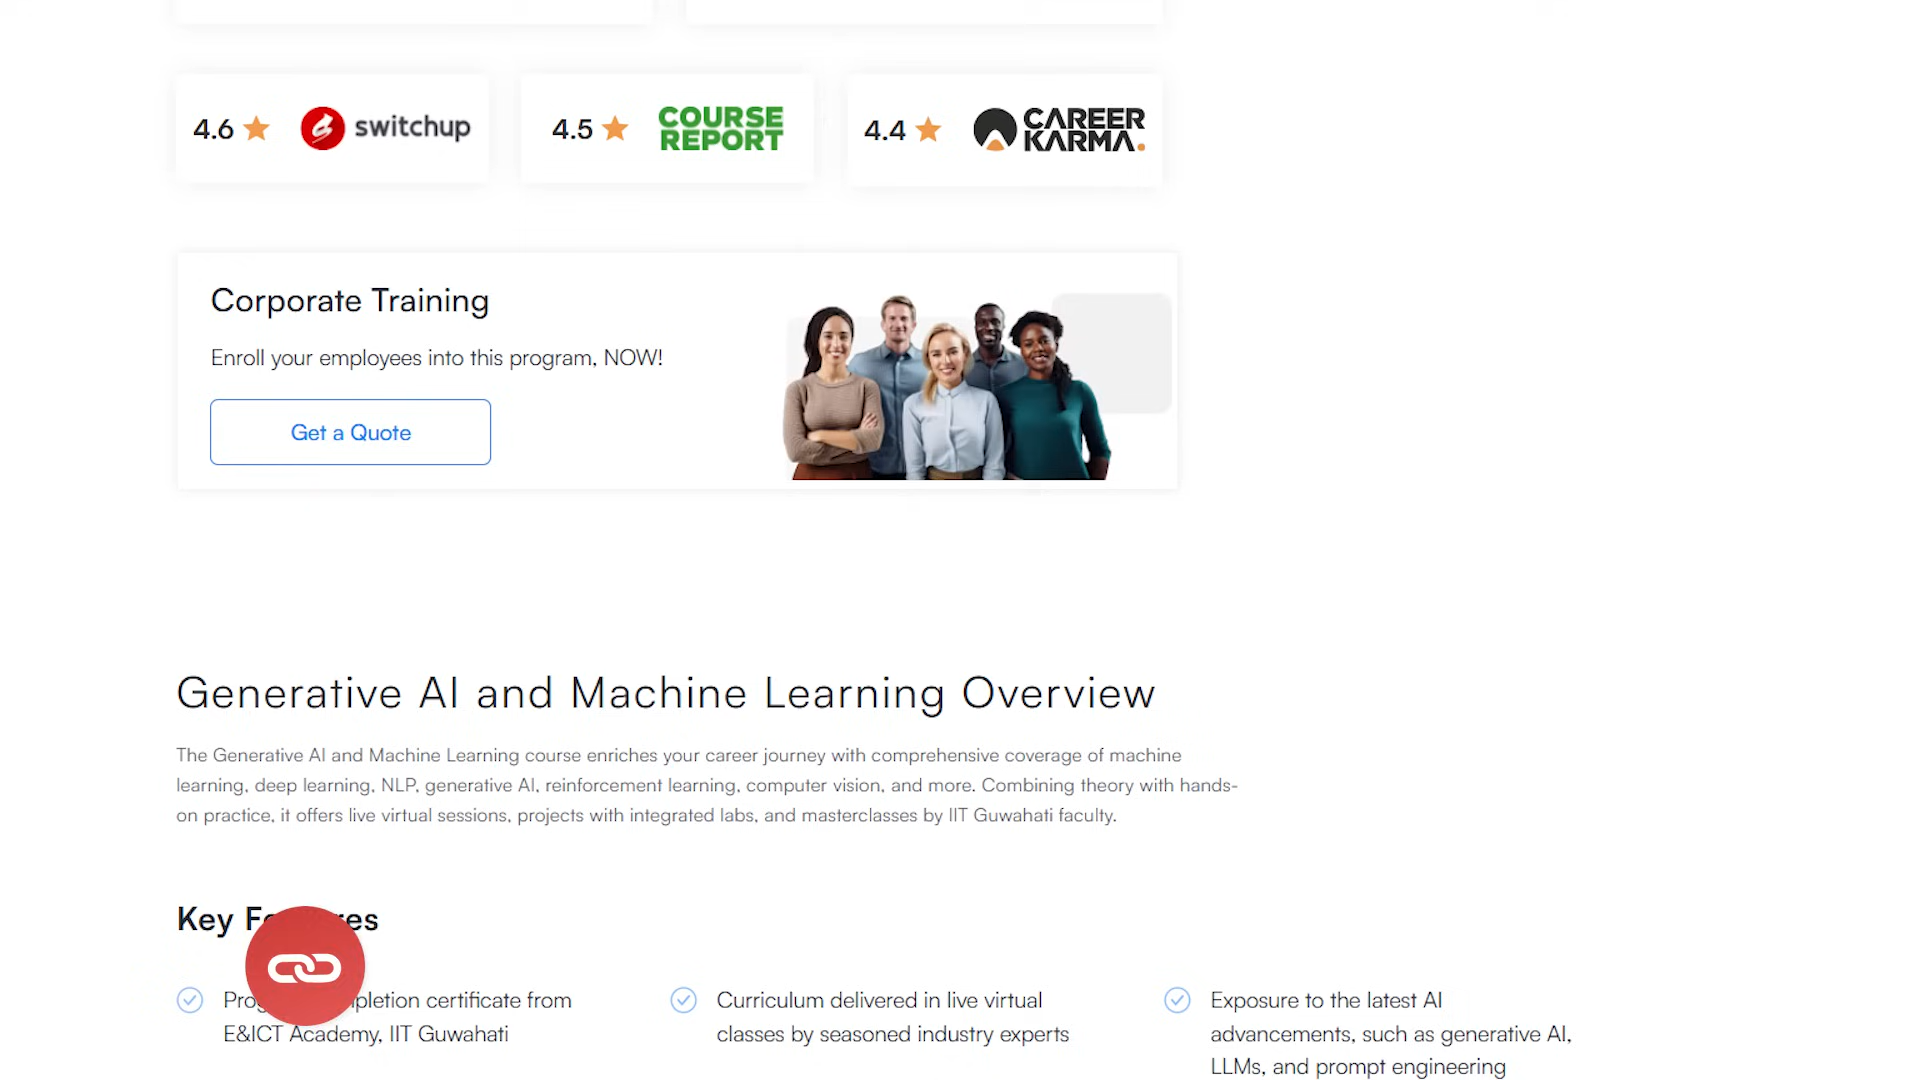 4.6 switchup
4.5 COURSE REPORT
4.4 CAREER KARMA.
Corporate Training
Enroll your employees into this program, NOW!
Get a Quote
Generative AI and Machine Learning Overview
The Generative AI and Machine Learning course enriches your career journey with comprehensive coverage of machine
learning, deep learning, NLP, generative AI, reinforcement learning, computer vision, and more. Combining theory with hands-
on practice, it offers live virtual sessions, projects with integrated labs, and masterclasses by IIT Guwahati faculty.
Key
certificate from
E&ICT Academy, IIT Guwahati
Curriculum delivered in live virtual
classes by seasoned industry experts
Exposure to the latest AI
advancements, such as generative AI,
LLMs, and prompt engineering